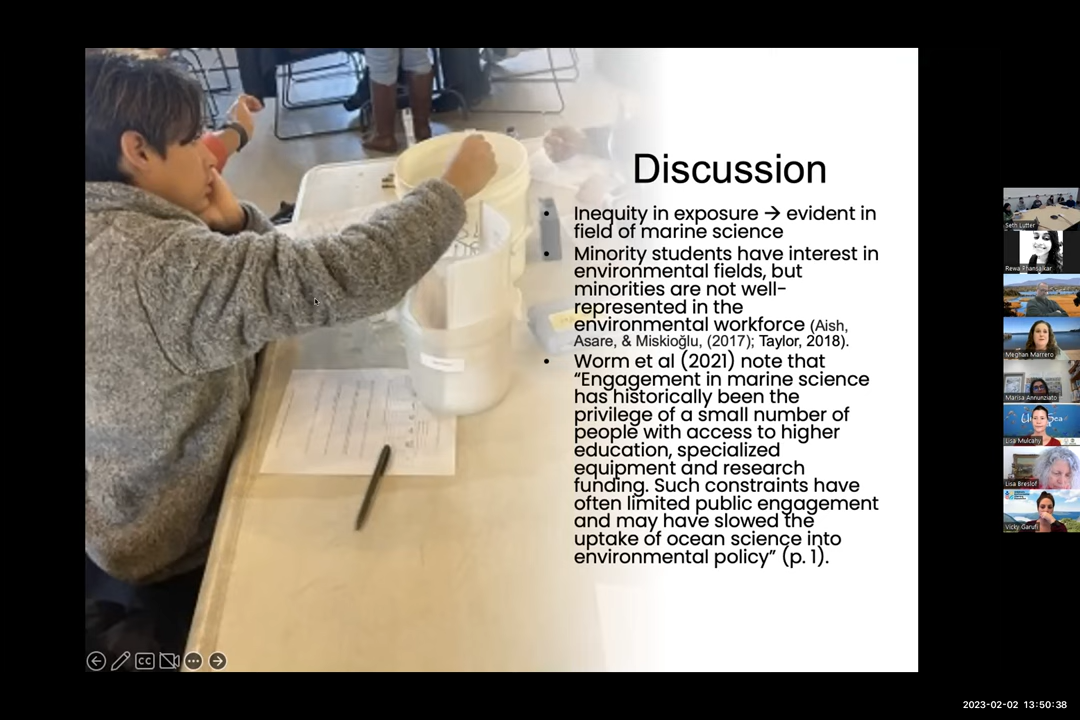 Discussion
• Inequity in exposure → evident in
field of marine science
• Minority students have interest in
environmental fields, but
minorities are not well-
represented in the
environmental workforce (Aish,
Asare, & Miskioğlu, (2017); Taylor, 2018).
• Worm et al (2021) note that
“Engagement in marine science
has historically been the
privilege of a small number of
people with access to higher
education, specialized
equipment and research
funding. Such constraints have
often limited public engagement
and may have slowed the
uptake of ocean science into
environmental policy” (p. 1).
CC
Seth Lutter
Rewa Phansalkar
Meghan Marrero
Marisa Annunziato
Lisa Mulcahy
Lisa Breslof
Vicky Garufi
2023-02-02 13:50:38